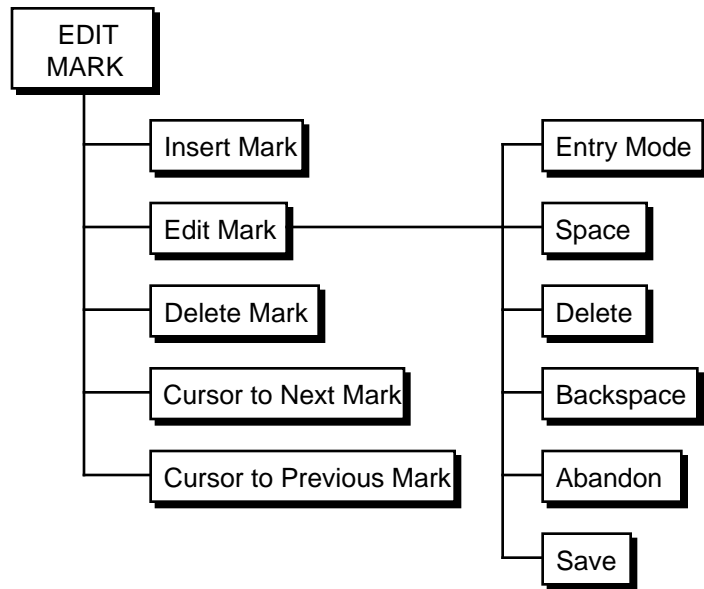 EDIT
MARK
Insert Mark
Edit Mark
Delete Mark
Cursor to Next Mark
Cursor to Previous Mark
Entry Mode
Space
Delete
Backspace
Abandon
Save